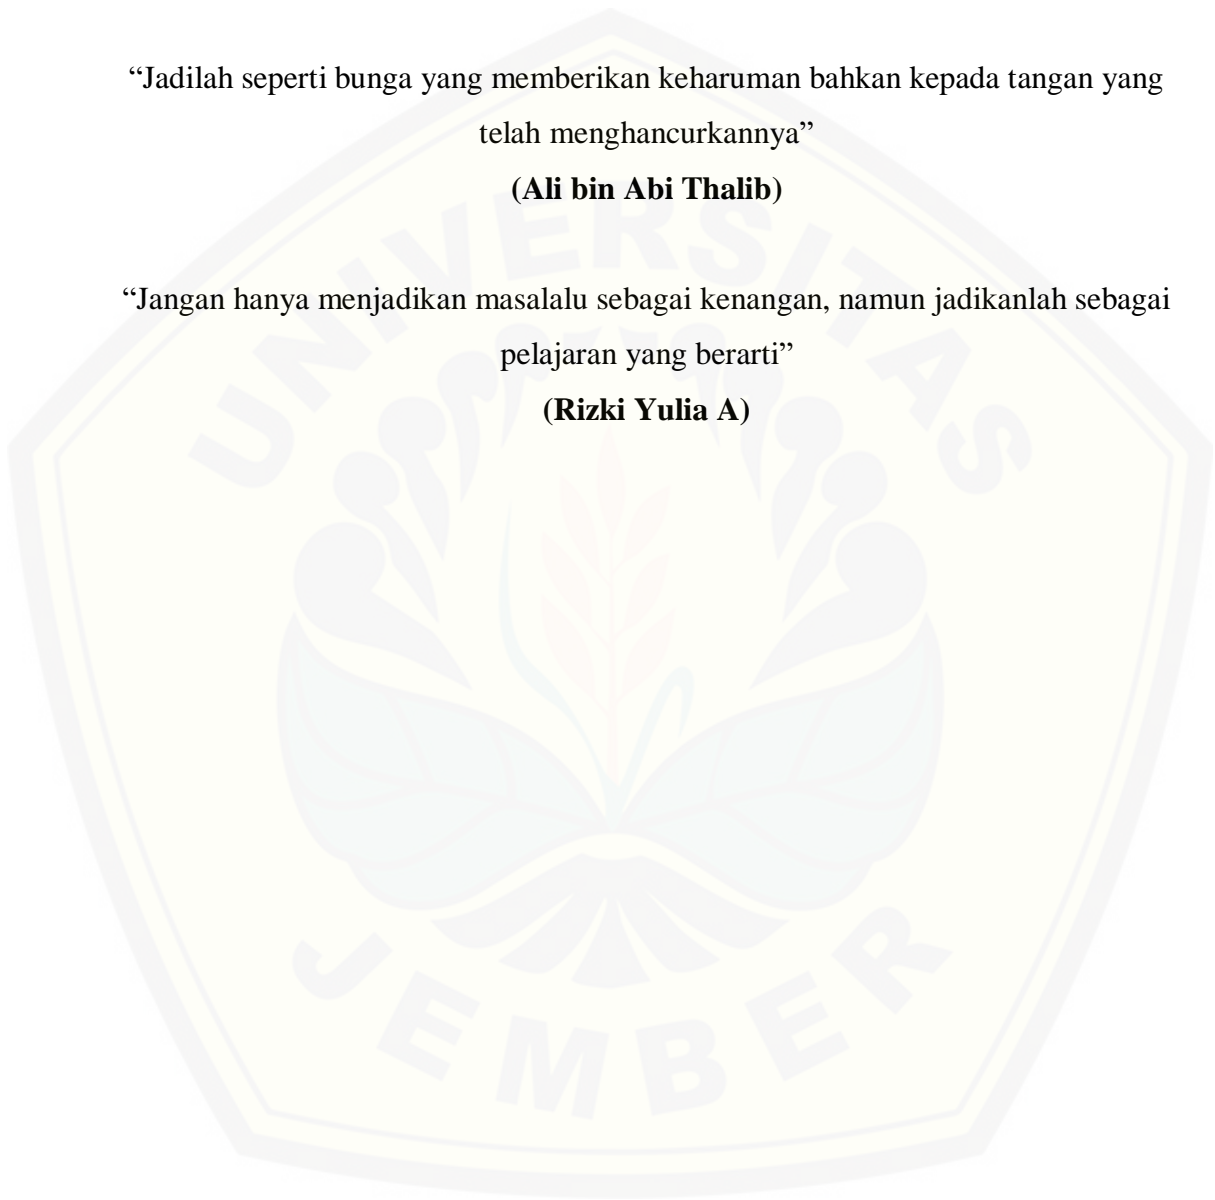 “Jadilah seperti bunga yang memberikan keharuman bahkan kepada tangan yang
telah menghancurkannya”
(Ali bin Abi Thalib)
“Jangan hanya menjadikan masalalu sebagai kenangan, namun jadikanlah sebagai
pelajaran yang berarti”
(Rizki Yulia A)
UNIVERSITAS
JEMBER